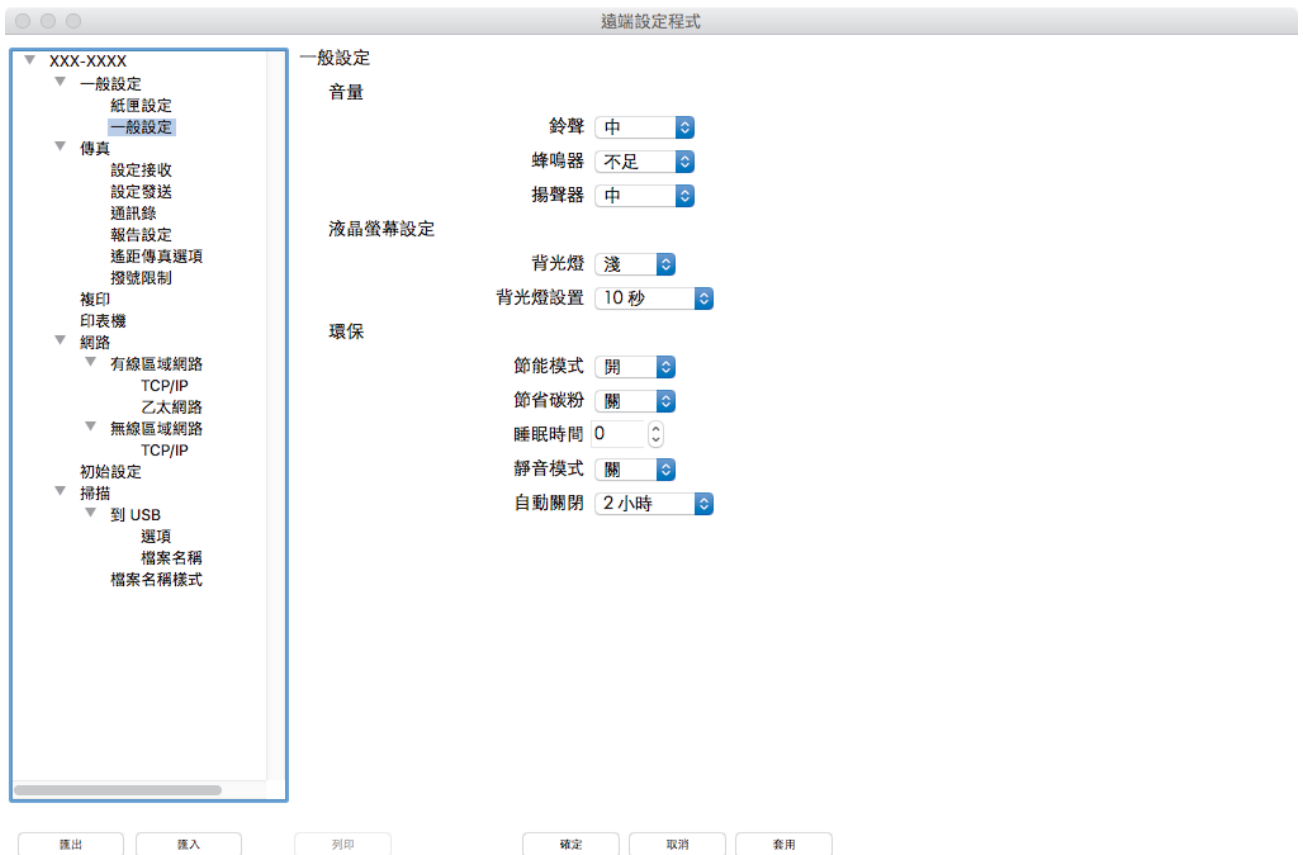 遠端設定程式
XXX-XXXX
一般設定
紙匣設定
一般設定
傳真
設定接收
設定發送
通訊錄
報告設定
遙距傳真選項
撥號限制
複印
印表機
網路
有線區域網路
TCP/IP
乙太網路
無線區域網路
TCP/IP
初始設定
掃描
到 USB
選項
檔案名稱
檔案名稱樣式
一般設定
音量
鈴聲 中
蜂鳴器 不足
揚聲器 中
液晶螢幕設定
背光燈 淺
背光燈設置 10 秒
環保
節能模式 開
節省碳粉 關
睡眠時間 0
靜音模式 關
自動關閉 2 小時
匯出 匯入 列印 確定 取消 套用